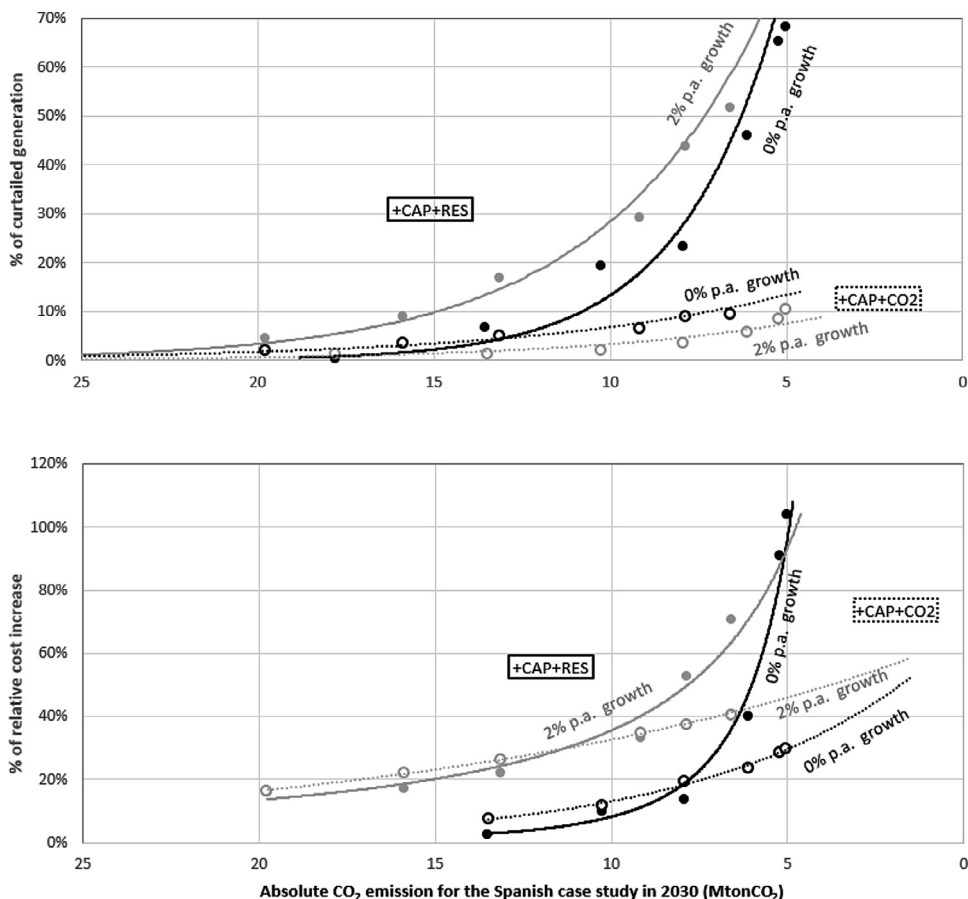 70%
60%
50%
40%
30%
20%
10%
0%
% of curtailed generation
2% p.a. growth
0% p.a. growth
+CAP+RES
0% p.a. growth
+CAP+CO2
2% p.a. growth
25
20
15
10
5
0
120%
100%
80%
60%
40%
20%
0%
% of relative cost increase
+CAP+RES
2% p.a. growth
0% p.a. growth
+CAP+CO2
2% p.a. growth
0% p.a. growth
25
20
15
10
5
0
Absolute CO₂ emission for the Spanish case study in 2030 (MtonCO₂)